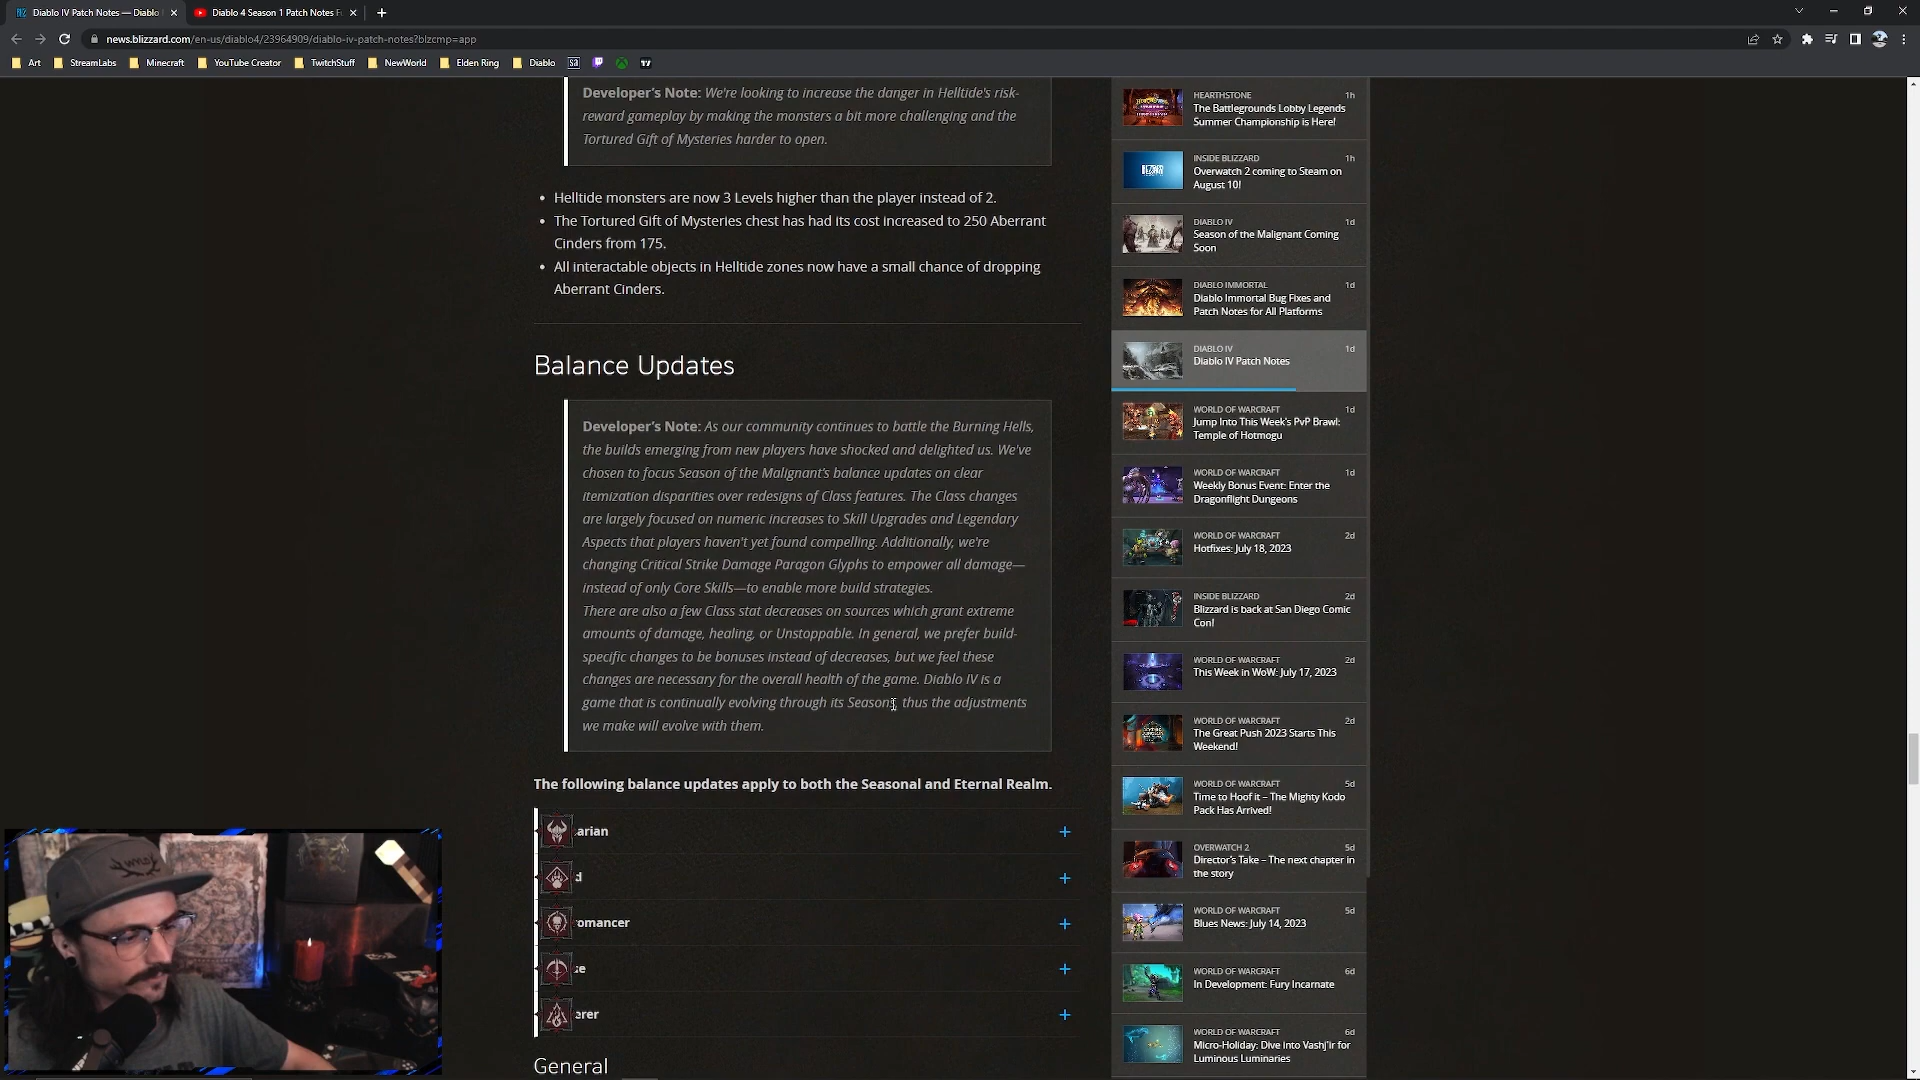 Diablo IV Patch Notes — Diablo
Diablo 4 Season 1 Patch Notes F
news.blizzard.com/en-us/diablo4/23964909/diablo-iv-patch-notes?blzcmp=app
Art
StreamLabs
Minecraft
YouTube Creator
TwitchStuff
NewWorld
Elden Ring
Diablo
Developer's Note: We're looking to increase the danger in Helltide's risk-
reward gameplay by making the monsters a bit more challenging and the
Tortured Gift of Mysteries harder to open.
• Helltide monsters are now 3 Levels higher than the player instead of 2.
• The Tortured Gift of Mysteries chest has had its cost increased to 250 Aberrant
Cinders from 175.
• All interactable objects in Helltide zones now have a small chance of dropping
Aberrant Cinders.
Balance Updates
Developer's Note: As our community continues to battle the Burning Hells,
the builds emerging from new players have shocked and delighted us. We've
chosen to focus Season of the Malignant's balance updates on clear
itemization disparities over redesigns of Class features. The Class changes
are largely focused on numeric increases to Skill Upgrades and Legendary
Aspects that players haven't yet found compelling. Additionally, we're
changing Critical Strike Damage Paragon Glyphs to empower all damage—
instead of only Core Skills—to enable more build strategies.
There are also a few Class stat decreases on sources which grant extreme
amounts of damage, healing, or Unstoppable. In general, we prefer build-
specific changes to be bonuses instead of decreases, but we feel these
changes are necessary for the overall health of the game. Diablo IV is a
game that is continually evolving through its Seasons, thus the adjustments
we make will evolve with them.
The following balance updates apply to both the Seasonal and Eternal Realm.
arian
d
omancer
e
erer
General
HEARTHSTONE 1h
The Battlegrounds Lobby Legends
Summer Championship is Here!
INSIDE BLIZZARD 1h
Overwatch 2 coming to Steam on
August 10!
DIABLO IV 1d
Season of the Malignant Coming
Soon
DIABLO IMMORTAL 1d
Diablo Immortal Bug Fixes and
Patch Notes for All Platforms
DIABLO IV 1d
Diablo IV Patch Notes
WORLD OF WARCRAFT 1d
Jump Into This Week's PvP Brawl:
Temple of Hotmogu
WORLD OF WARCRAFT 1d
Weekly Bonus Event: Enter the
Dragonflight Dungeons
WORLD OF WARCRAFT 2d
Hotfixes: July 18, 2023
INSIDE BLIZZARD 2d
Blizzard is back at San Diego Comic
Con!
WORLD OF WARCRAFT 2d
This Week in WoW: July 17, 2023
WORLD OF WARCRAFT 2d
The Great Push 2023 Starts This
Weekend!
WORLD OF WARCRAFT 5d
Time to Hoof it – The Mighty Kodo
Pack Has Arrived!
OVERWATCH 2 5d
Director's Take – The next chapter in
the story
WORLD OF WARCRAFT 5d
Blues News: July 14, 2023
WORLD OF WARCRAFT 6d
In Development: Fury Incarnate
WORLD OF WARCRAFT 6d
Micro-Holiday: Dive into Vashj'ir for
Luminous Luminaries